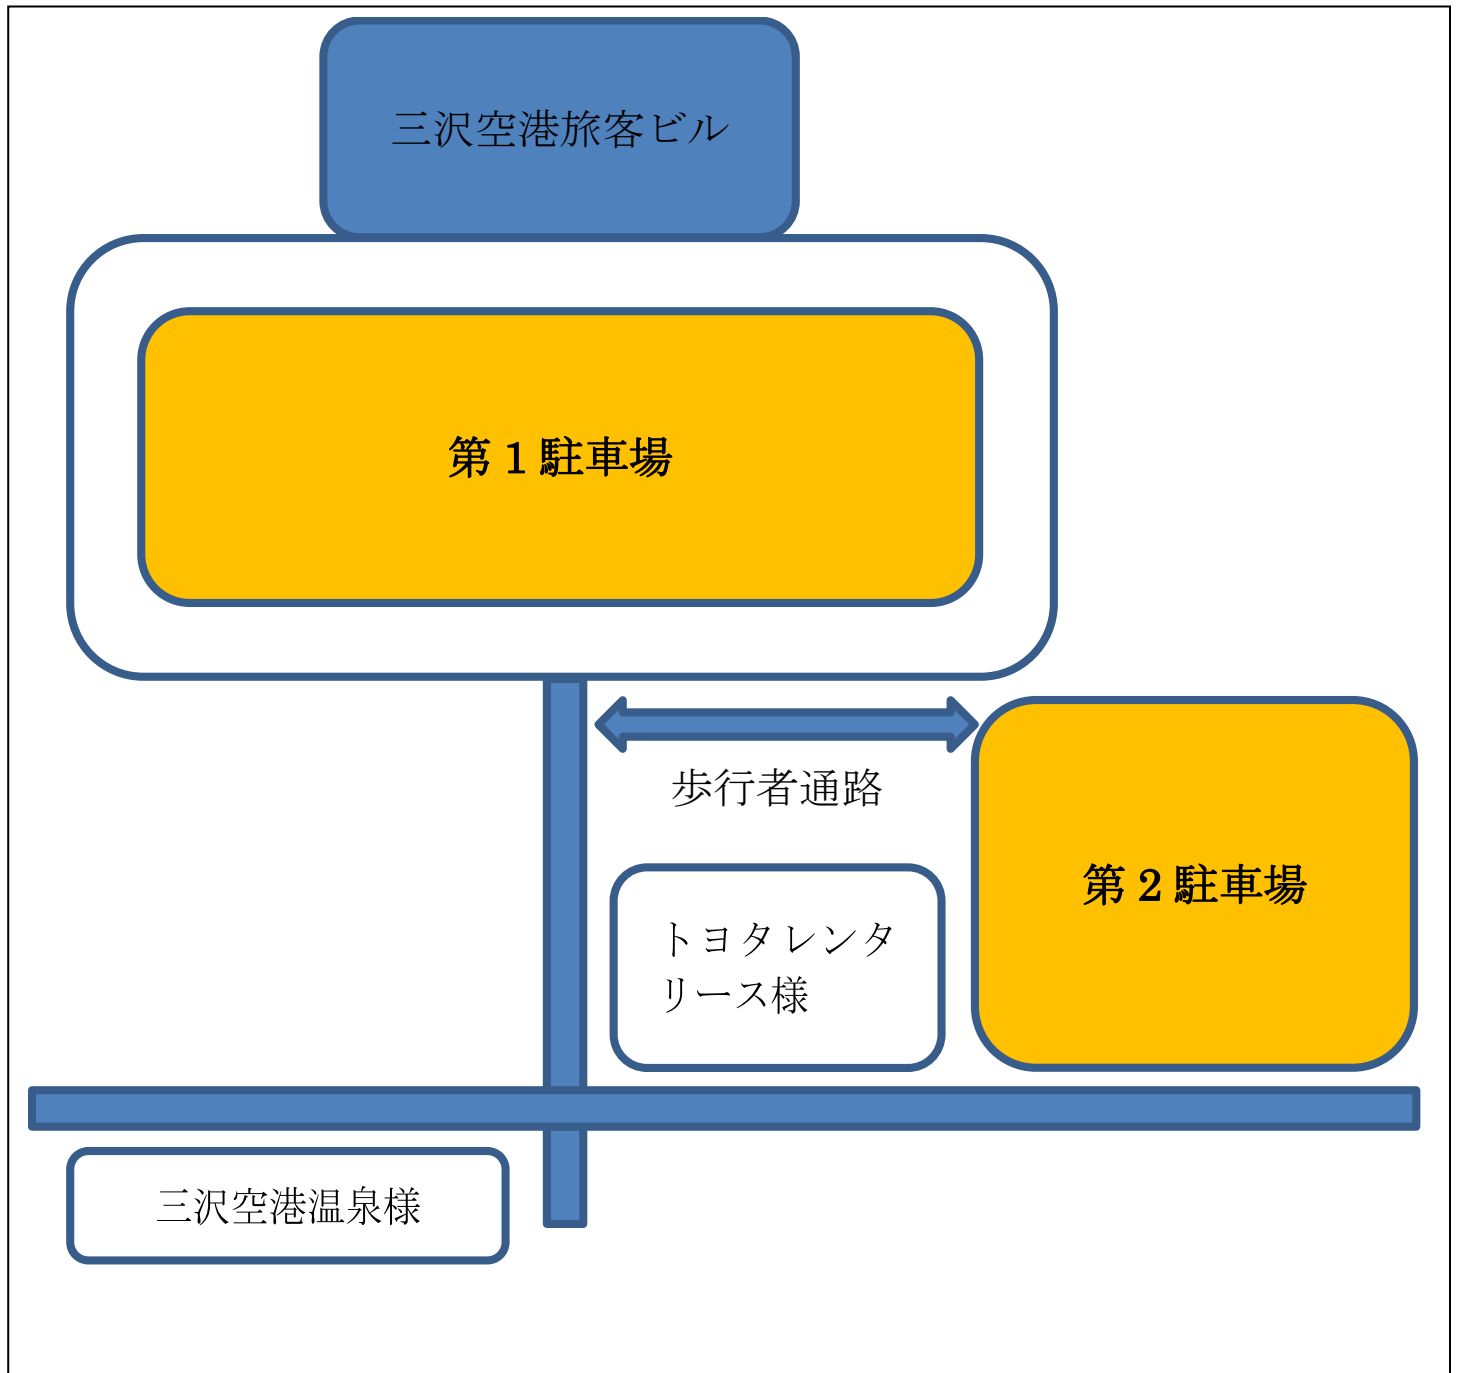 三沢空港旅客ビル
第1駐車場
歩行者通路
第2駐車場
トヨタレンタ
リース様
三沢空港温泉様